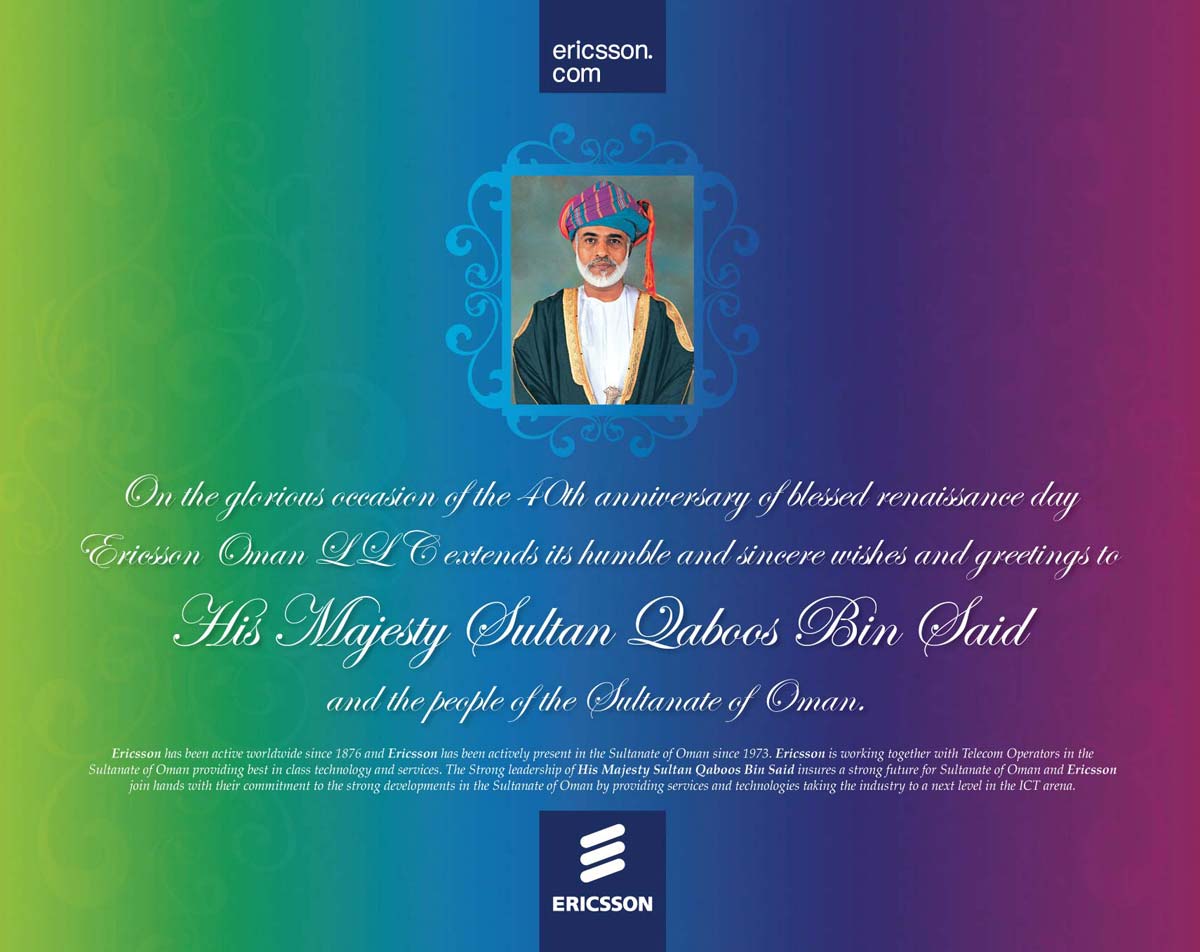 ericsson.
com
On the glorious occasion of the 40th anniversary of blessed renaissance day
Ericsson Oman LLC extends its humble and sincere wishes and greetings to
His Majesty Sultan Qaboos Bin Said
and the people of the Sultanate of Oman.
Ericsson has been active worldwide since 1876 and Ericsson has been actively present in the Sultanate of Oman since 1973. Ericsson is working together with Telecom Operators in the
Sultanate of Oman providing best in class technology and services. The Strong leadership of His Majesty Sultan Qaboos Bin Said insures a strong future for Sultanate of Oman and Ericsson
join hands with their commitment to the strong developments in the Sultanate of Oman by providing services and technologies taking the industry to a next level in the ICT arena.
ERICSSON